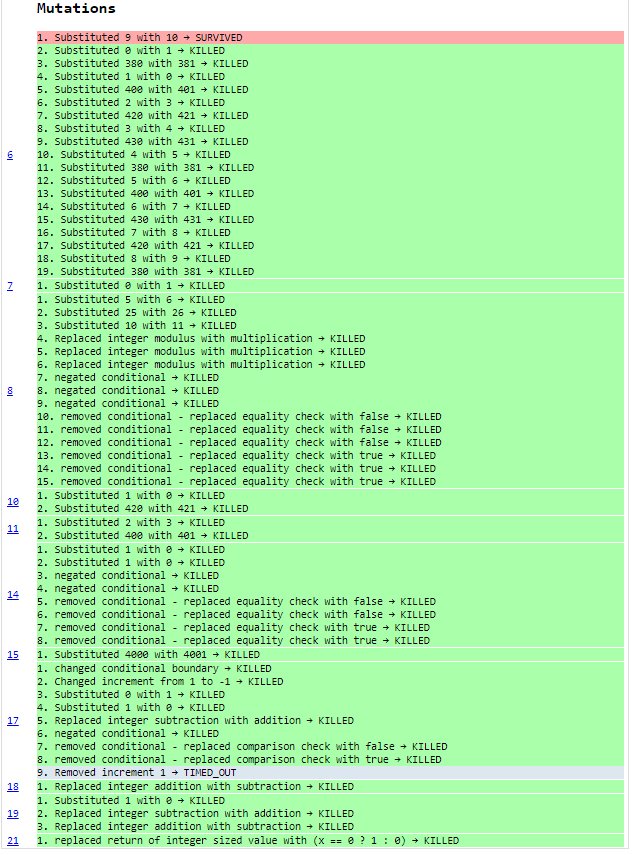 Mutations
1. Substituted 9 with 10 → SURVIVED
2. Substituted 0 with 1 → KILLED
3. Substituted 380 with 381 → KILLED
4. Substituted 1 with 0 → KILLED
5. Substituted 400 with 401 → KILLED
6. Substituted 2 with 3 → KILLED
7. Substituted 420 with 421 → KILLED
8. Substituted 3 with 4 → KILLED
9. Substituted 430 with 431 → KILLED
6 10. Substituted 4 with 5 → KILLED
11. Substituted 380 with 381 → KILLED
12. Substituted 5 with 6 → KILLED
13. Substituted 400 with 401 → KILLED
14. Substituted 6 with 7 → KILLED
15. Substituted 430 with 431 → KILLED
16. Substituted 7 with 8 → KILLED
17. Substituted 420 with 421 → KILLED
18. Substituted 8 with 9 → KILLED
19. Substituted 380 with 381 → KILLED
7 1. Substituted 0 with 1 → KILLED
1. Substituted 5 with 6 → KILLED
2. Substituted 25 with 26 → KILLED
3. Substituted 10 with 11 → KILLED
4. Replaced integer modulus with multiplication → KILLED
5. Replaced integer modulus with multiplication → KILLED
6. Replaced integer modulus with multiplication → KILLED
7. negated conditional → KILLED
8 8. negated conditional → KILLED
9. negated conditional → KILLED
10. removed conditional - replaced equality check with false → KILLED
11. removed conditional - replaced equality check with false → KILLED
12. removed conditional - replaced equality check with false → KILLED
13. removed conditional - replaced equality check with true → KILLED
14. removed conditional - replaced equality check with true → KILLED
15. removed conditional - replaced equality check with true → KILLED
10 1. Substituted 1 with 0 → KILLED
2. Substituted 420 with 421 → KILLED
11 1. Substituted 2 with 3 → KILLED
2. Substituted 400 with 401 → KILLED
1. Substituted 1 with 0 → KILLED
2. Substituted 1 with 0 → KILLED
3. negated conditional → KILLED
14 4. negated conditional → KILLED
5. removed conditional - replaced equality check with false → KILLED
6. removed conditional - replaced equality check with false → KILLED
7. removed conditional - replaced equality check with true → KILLED
8. removed conditional - replaced equality check with true → KILLED
15 1. Substituted 4000 with 4001 → KILLED
1. changed conditional boundary → KILLED
2. Changed increment from 1 to -1 → KILLED
3. Substituted 0 with 1 → KILLED
4. Substituted 1 with 0 → KILLED
17 5. Replaced integer subtraction with addition → KILLED
6. negated conditional → KILLED
7. removed conditional - replaced comparison check with false → KILLED
8. removed conditional - replaced comparison check with true → KILLED
9. Removed increment 1 → TIMED_OUT
18 1. Replaced integer addition with subtraction → KILLED
1. Substituted 1 with 0 → KILLED
19 2. Replaced integer subtraction with addition → KILLED
3. Replaced integer addition with subtraction → KILLED
21 1. replaced return of integer sized value with (x == 0 ? 1 : 0) → KILLED